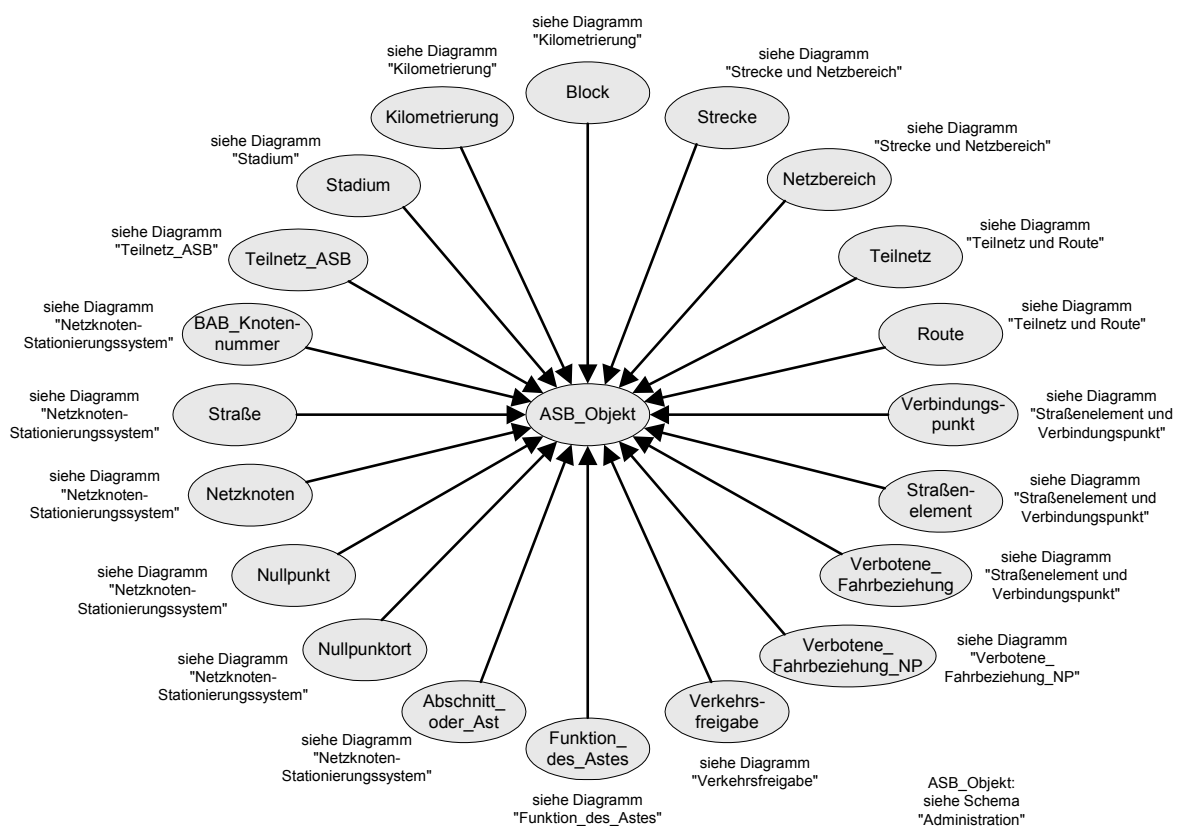 siehe Diagramm
"Kilometrierung"
Block
siehe Diagramm
"Strecke und Netzbereich"
Strecke
siehe Diagramm
"Strecke und Netzbereich"
Netzbereich
siehe Diagramm
"Teilnetz und Route"
Teilnetz
siehe Diagramm
"Teilnetz und Route"
Route
siehe Diagramm
"Straßenelement und
Verbindungspunkt"
Verbindungs-
punkt
siehe Diagramm
"Straßenelement und
Verbindungspunkt"
Straßen-
element
siehe Diagramm
"Straßenelement und
Verbindungspunkt"
Verbotene_
Fahrbeziehung
siehe Diagramm
"Verbotene_
Fahrbeziehung_NP"
Verbotene_
Fahrbeziehung_NP
Verkehrs-
freigabe
siehe Diagramm
"Verkehrsfreigabe"
Funktion_
des_Astes
siehe Diagramm
"Funktion_des_Astes"
Abschnitt_
oder_Ast
siehe Diagramm
"Netzknoten-
Stationierungssystem"
Nullpunktort
siehe Diagramm
"Netzknoten-
Stationierungssystem"
Nullpunkt
siehe Diagramm
"Netzknoten-
Stationierungssystem"
Netzknoten
siehe Diagramm
"Netzknoten-
Stationierungssystem"
Straße
siehe Diagramm
"Netzknoten-
Stationierungssystem"
BAB_Knoten-
nummer
siehe Diagramm
"Netzknoten-
Stationierungssystem"
Teilnetz_ASB
siehe Diagramm
"Teilnetz_ASB"
Stadium
siehe Diagramm
"Stadium"
Kilometrierung
siehe Diagramm
"Kilometrierung"
ASB_Objekt
ASB_Objekt:
siehe Schema
"Administration"